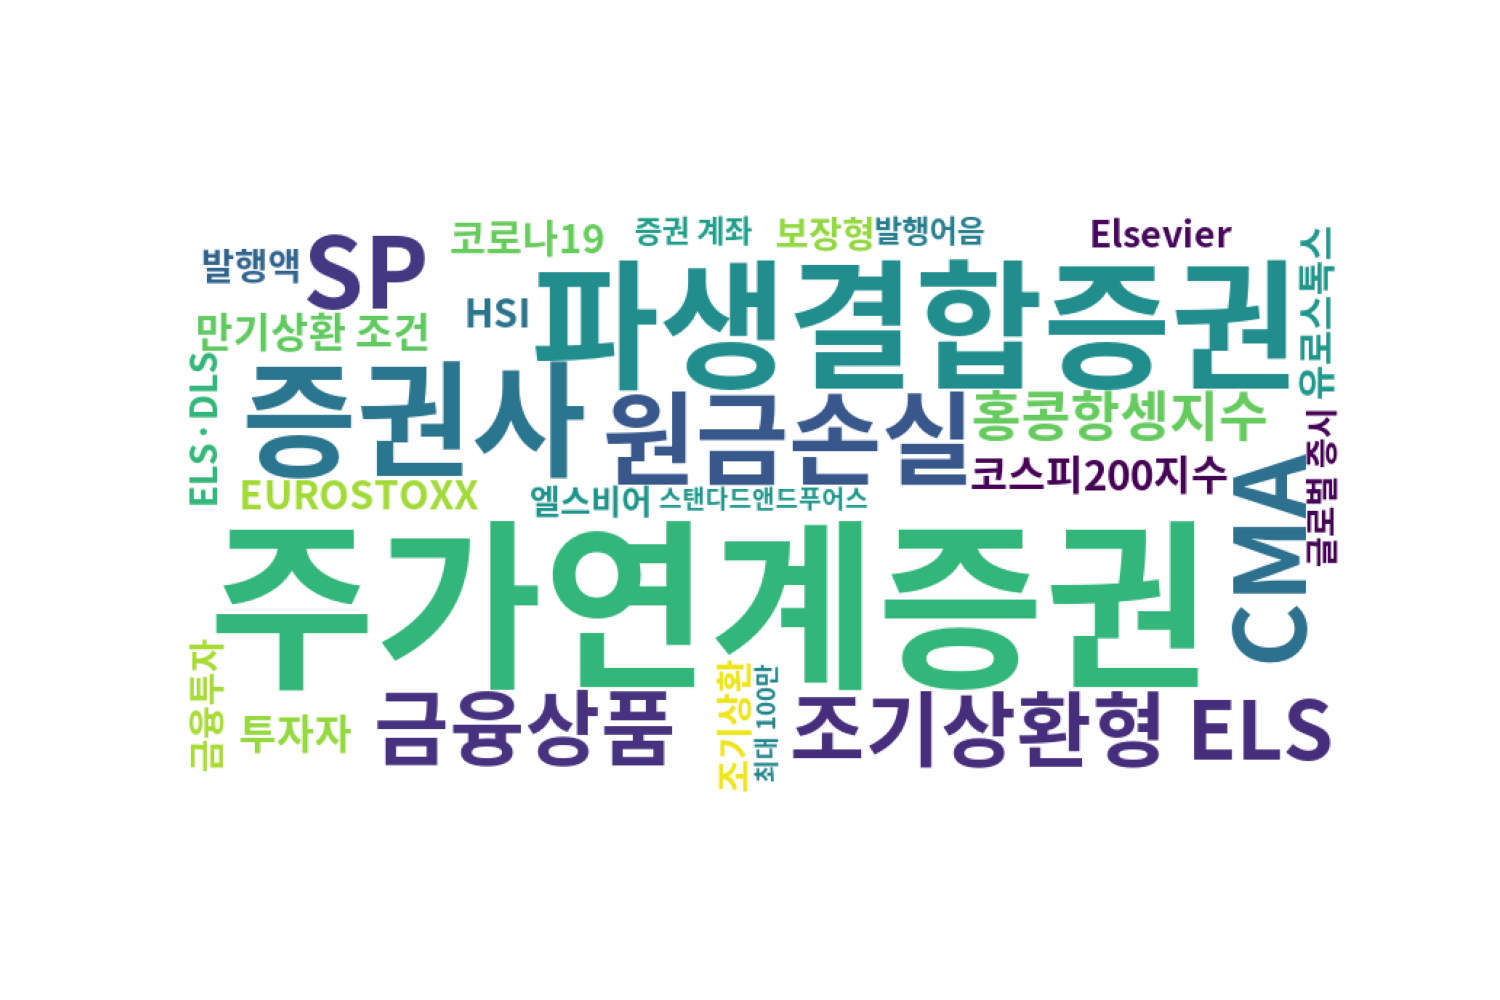 코로나19
증권 계좌
보장형
발행어음
Elsevier
발행액
SP
유로스톡스
HSI
파생결합증권
만기상환 조건
ELS·DLS
증권사
원금손실
홍콩항셍지수
글로벌 증시
코스피200지수
CMA
EUROSTOXX
엘스비어
스탠다드앤드푸어스
주가연계증권
금융투자
투자자
금융상품
조기상환
최대 100만
조기상환형 ELS